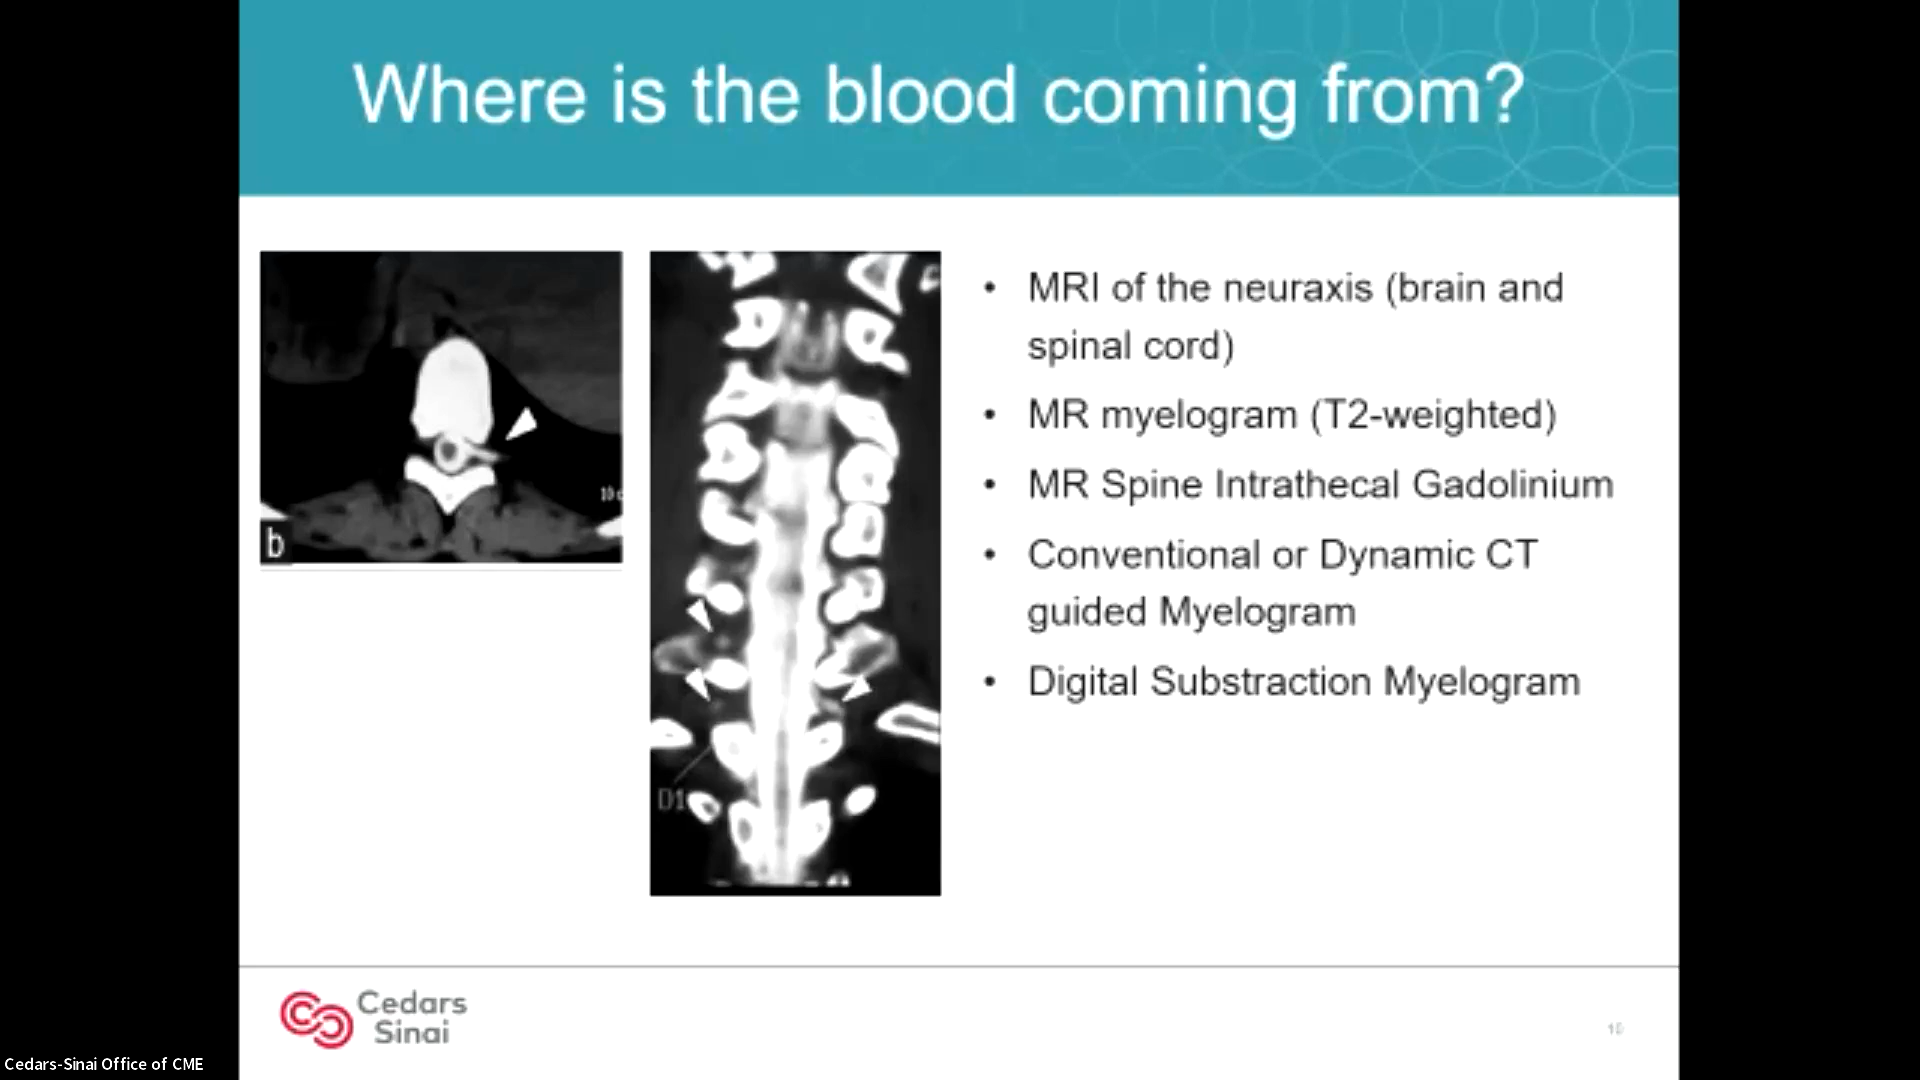 Where is the blood coming from?
• MRI of the neuraxis (brain and
spinal cord)
• MR myelogram (T2-weighted)
• MR Spine Intrathecal Gadolinium
• Conventional or Dynamic CT
guided Myelogram
• Digital Substraction Myelogram
b
D1
Cedars
Sinai
Cedars-Sinai Office of CME